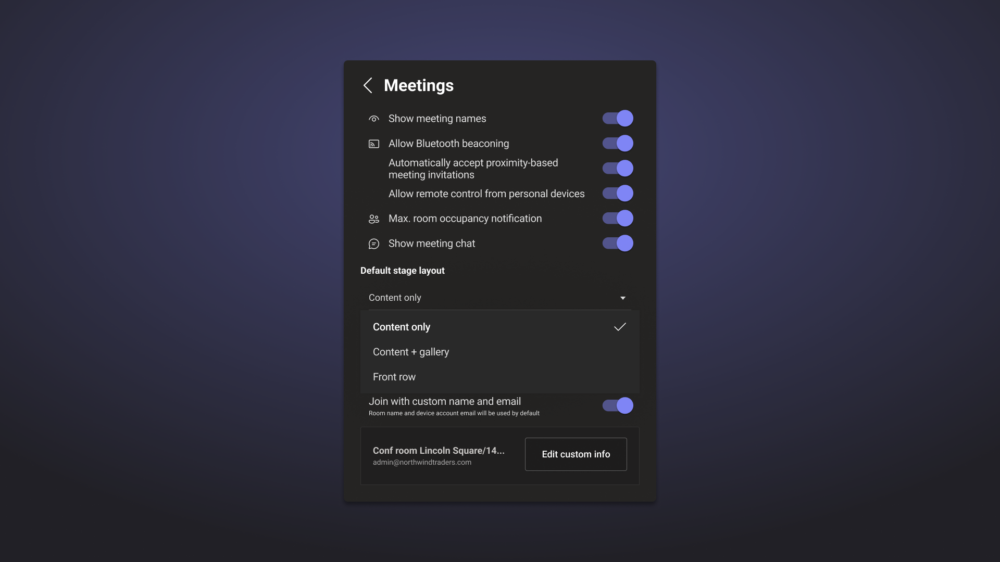 Meetings
Show meeting names
Allow Bluetooth beaconing
Automatically accept proximity-based
meeting invitations
Allow remote control from personal devices
Max. room occupancy notification
Show meeting chat
Default stage layout
Content only
Content only
Content + gallery
Front row
Join with custom name and email
Room name and device account email will be used by default
Conf room Lincoln Square/14...
admin@northwindtraders.com
Edit custom info